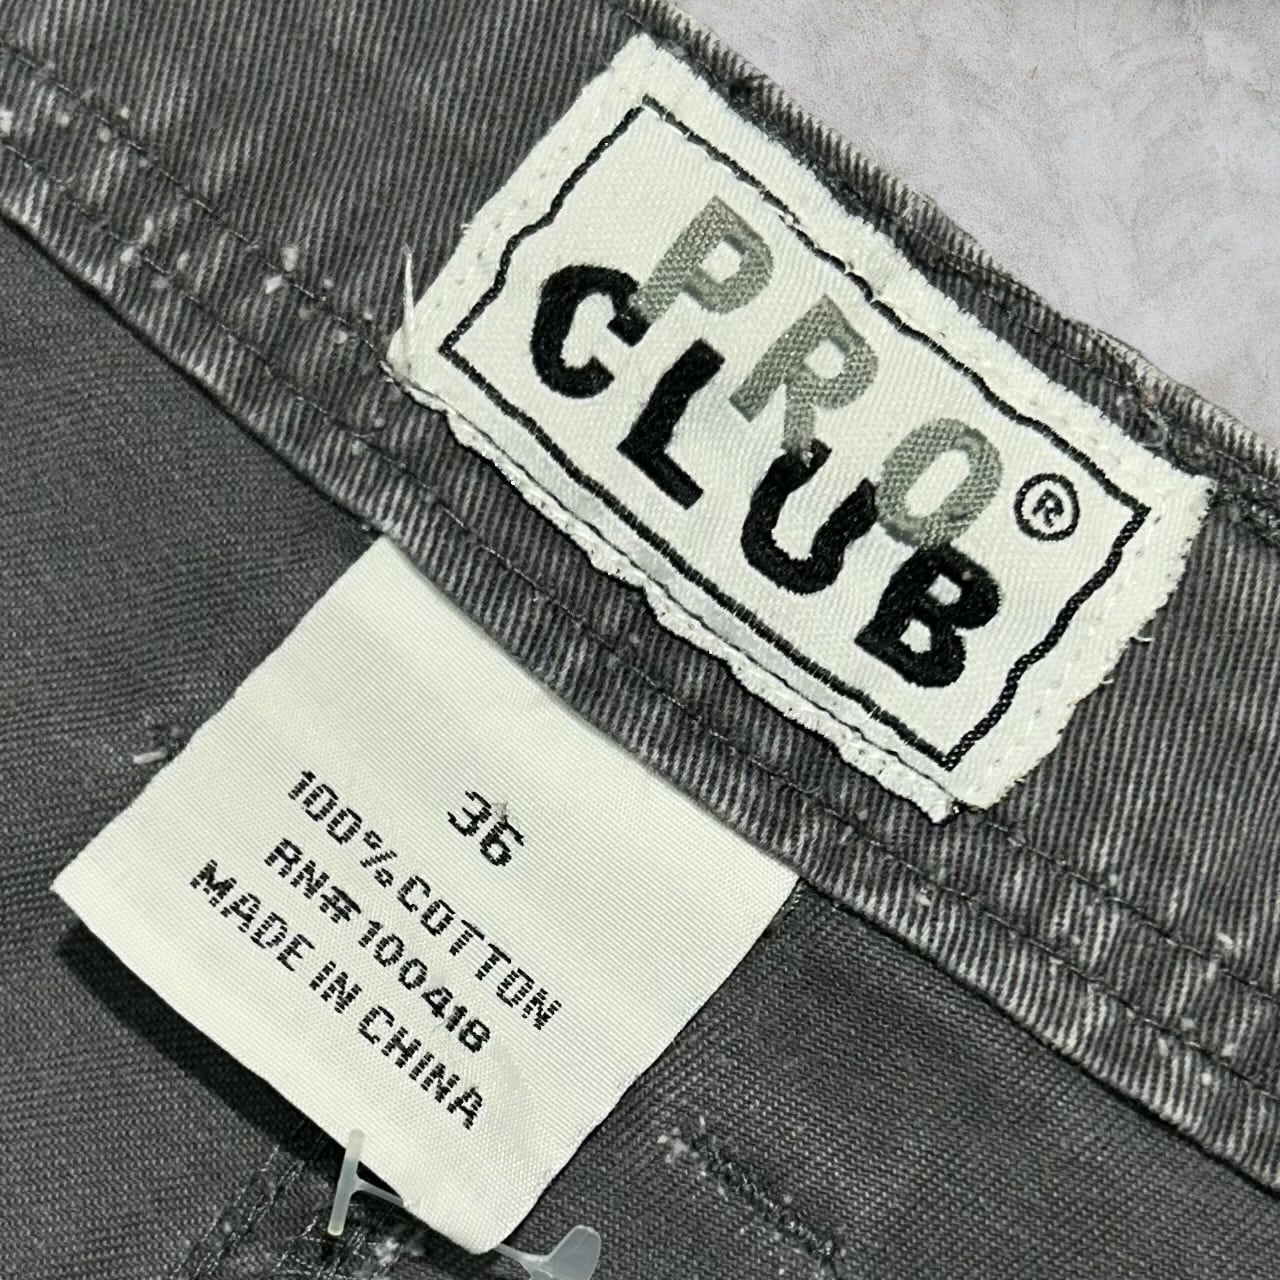 PRO
CLUB®
36
100% COTTON
RN# 100418
MADE IN CHINA